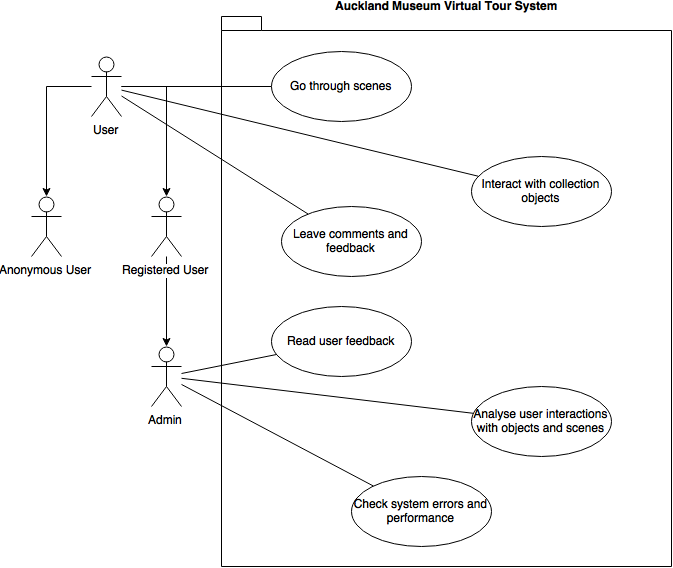 Auckland Museum Virtual Tour System
Go through scenes
User
Interact with collection
objects
Leave comments and
feedback
Anonymous User
Registered User
Read user feedback
Admin
Analyse user interactions
with objects and scenes
Check system errors and
performance